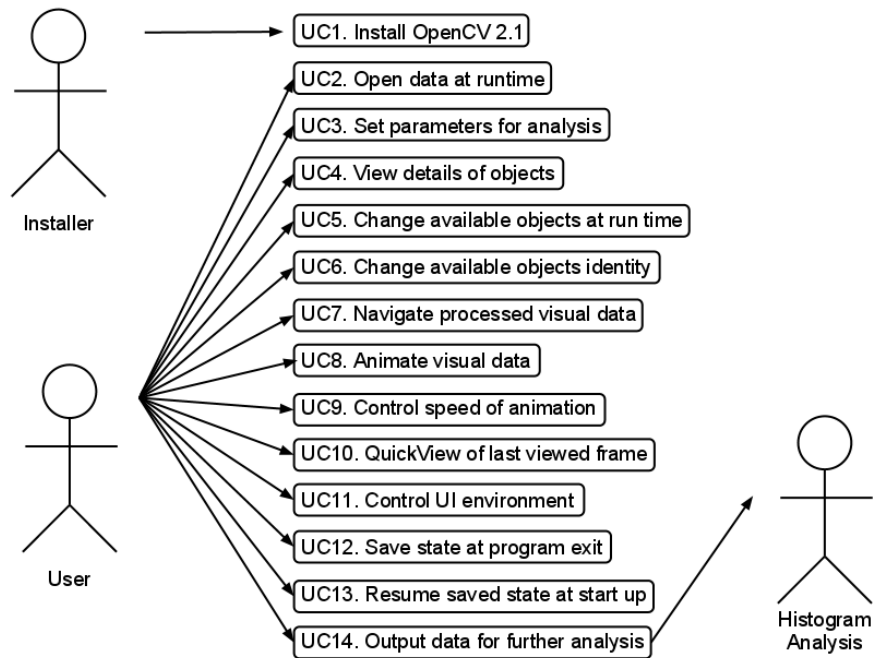 UC1. Install OpenCV 2.1
UC2. Open data at runtime
UC3. Set parameters for analysis
UC4. View details of objects
Installer
UC5. Change available objects at run time
UC6. Change available objects identity
UC7. Navigate processed visual data
UC8. Animate visual data
UC9. Control speed of animation
UC10. QuickView of last viewed frame
UC11. Control UI environment
UC12. Save state at program exit
User
UC13. Resume saved state at start up
UC14. Output data for further analysis
Histogram
Analysis